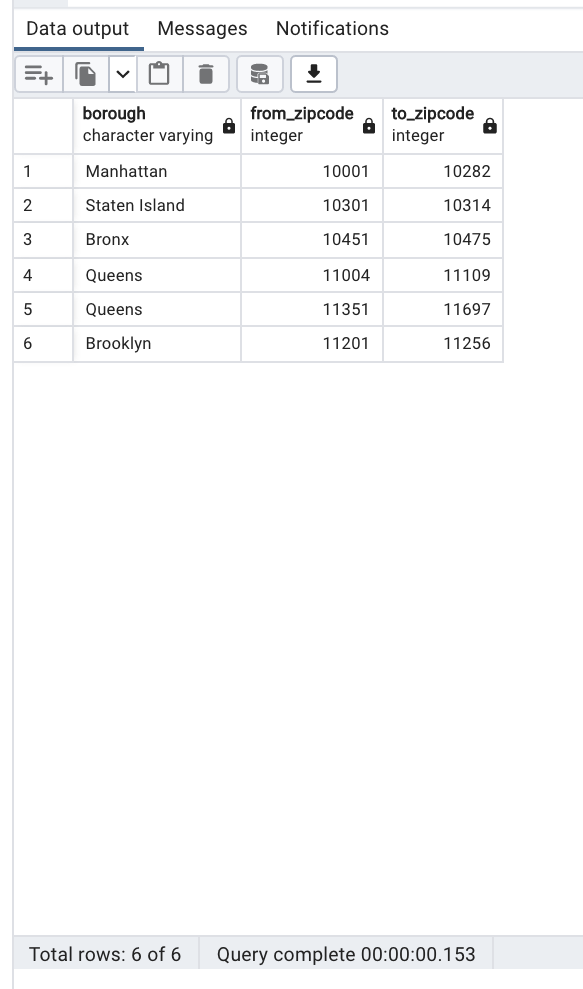 Data output Messages Notifications
borough from_zipcode to_zipcode
character varying integer integer
1 Manhattan 10001 10282
2 Staten Island 10301 10314
3 Bronx 10451 10475
4 Queens 11004 11109
5 Queens 11351 11697
6 Brooklyn 11201 11256
Total rows: 6 of 6 Query complete 00:00:00.153